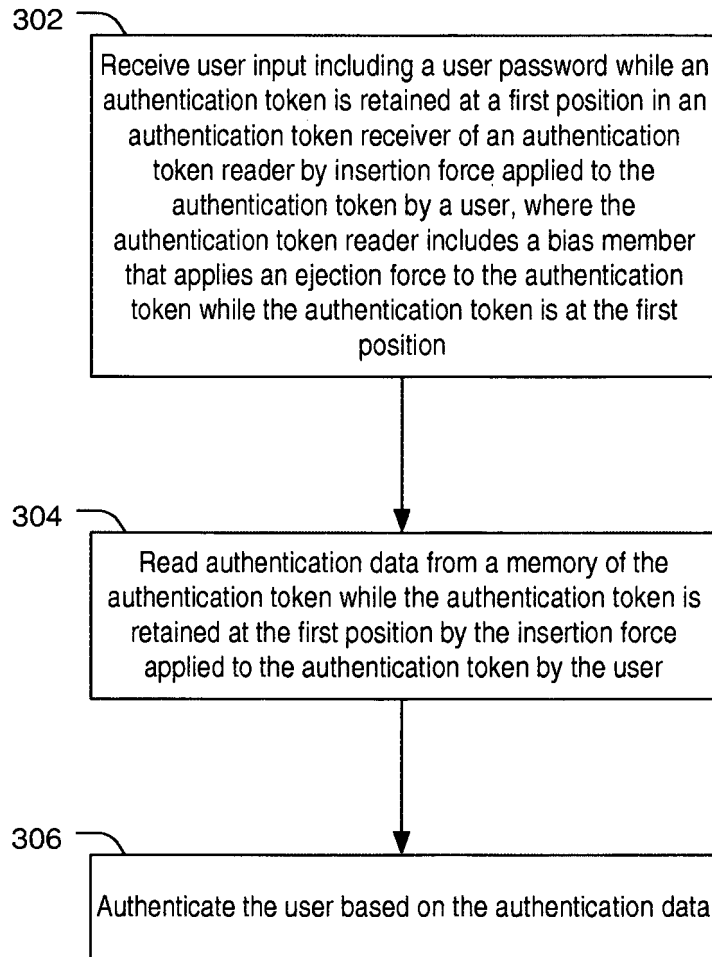 302
Receive user input including a user password while an
authentication token is retained at a first position in an
authentication token receiver of an authentication
token reader by insertion force applied to the
authentication token by a user, where the
authentication token reader includes a bias member
that applies an ejection force to the authentication
token while the authentication token is at the first
position
304
Read authentication data from a memory of the
authentication token while the authentication token is
retained at the first position by the insertion force
applied to the authentication token by the user
306
Authenticate the user based on the authentication data